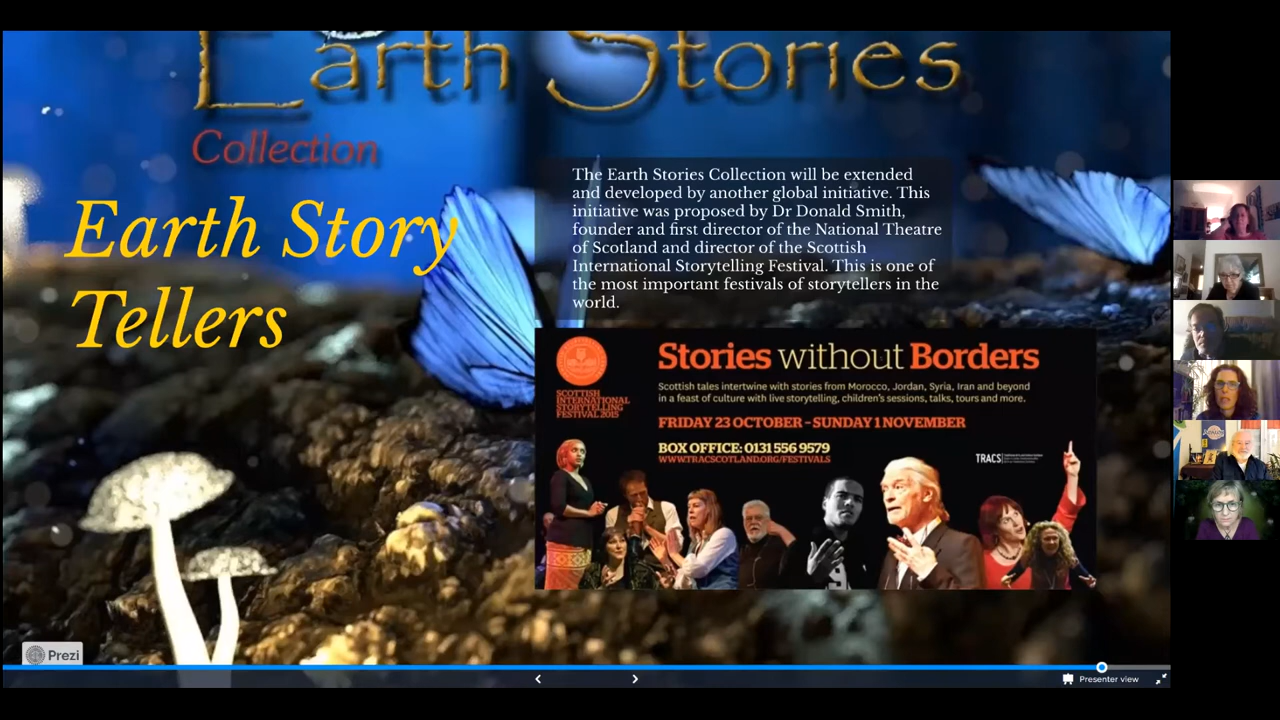 Earth Stories
Collection
Earth Story
Tellers
The Earth Stories Collection will be extended
and developed by another global initiative. This
initiative was proposed by Dr Donald Smith,
founder and first director of the National Theatre
of Scotland and director of the Scottish
International Storytelling Festival. This is one of
the most important festivals of storytellers in the
world.
SCOTTISH
INTERNATIONAL
STORYTELLING
FESTIVAL 2015
Stories without Borders
Scottish tales intertwine with stories from Morocco, Jordan, Syria, Iran and beyond
in a feast of culture with live storytelling, children's sessions, talks, tours and more.
FRIDAY 23 OCTOBER – SUNDAY 1 NOVEMBER
BOX OFFICE: 0131 556 9579
WWW.TRACSCOTLAND.ORG/FESTIVALS
TRACS
Prezi
Presenter view